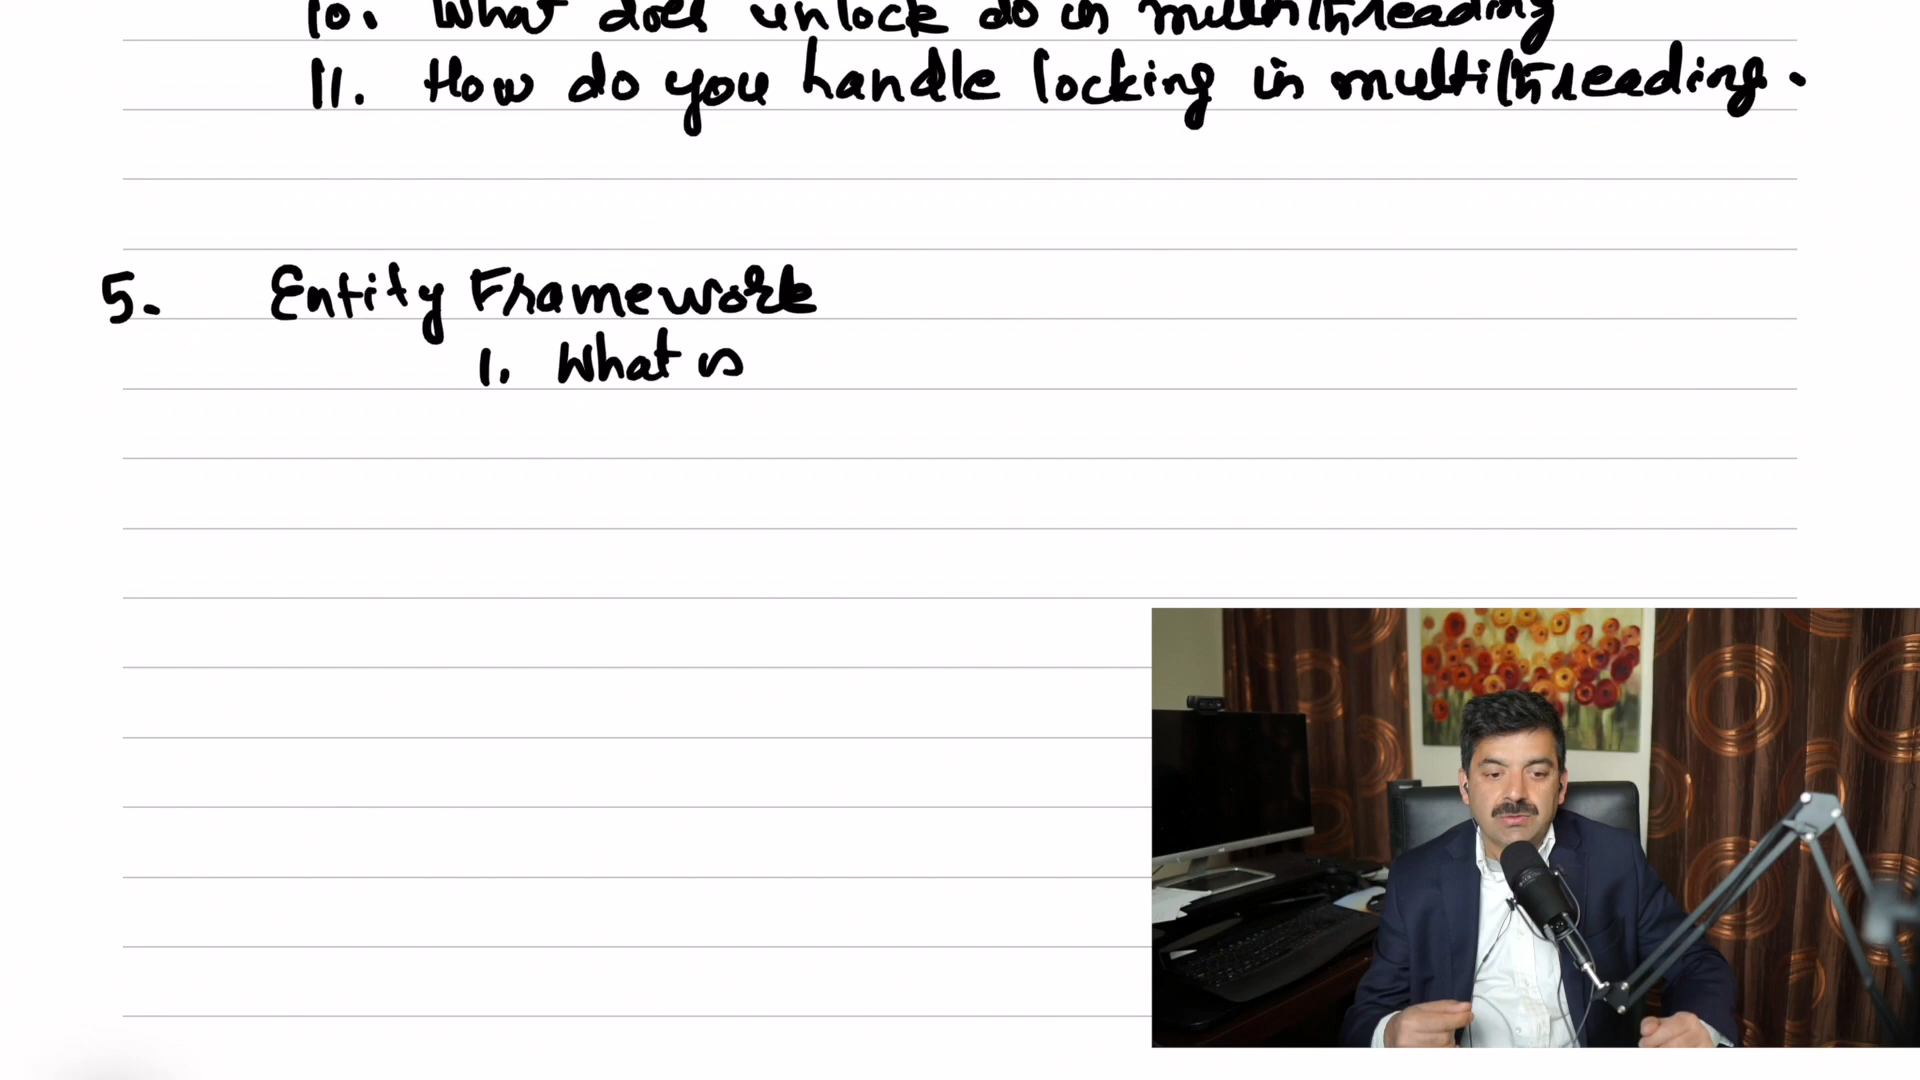 10. What does unlock do in multithreading
11. How do you handle locking in multithreading.
5. Entity Framework
1. What is